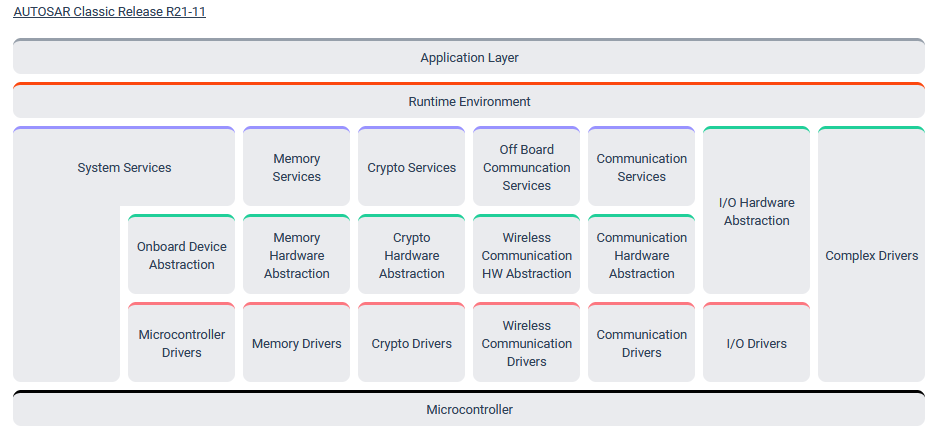 AUTOSAR Classic Release R21-11
Application Layer
Runtime Environment
System Services
Memory
Services
Crypto Services
Off Board
Communcation
Services
Communication
Services
I/O Hardware
Abstraction
Complex Drivers
Onboard Device
Abstraction
Memory
Hardware
Abstraction
Crypto
Hardware
Abstraction
Wireless
Communication
HW Abstraction
Communication
Hardware
Abstraction
Microcontroller
Drivers
Memory Drivers
Crypto Drivers
Wireless
Communication
Drivers
Communication
Drivers
I/O Drivers
Microcontroller